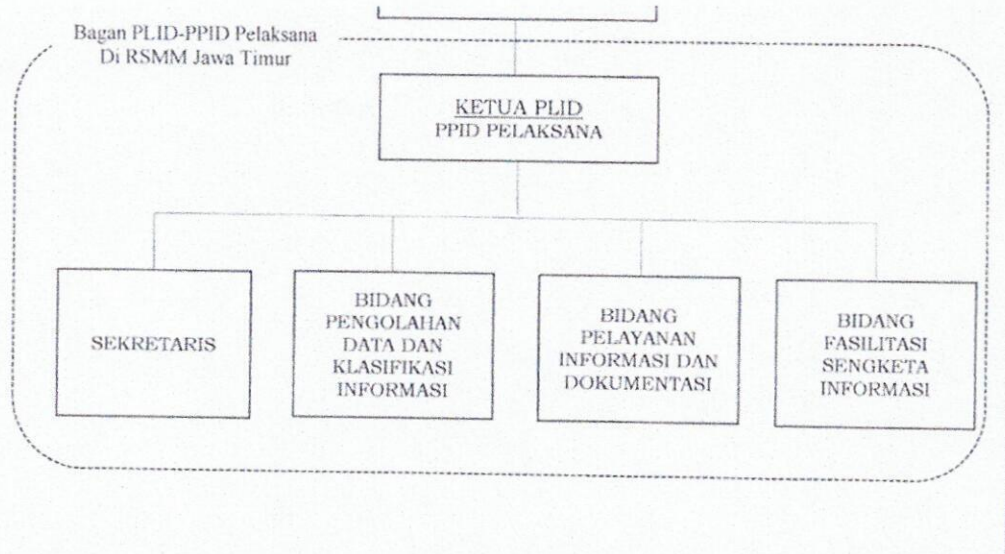 Bagan PLID-PPID Pelaksana
Di RSMM Jawa Timur
KETUA PLID
PPID PELAKSANA
SEKRETARIS
BIDANG
PENGOLAHAN
DATA DAN
KLASIFIKASI
INFORMASI
BIDANG
PELAYANAN
INFORMASI DAN
DOKUMENTASI
BIDANG
FASILITASI
SENGKETA
INFORMASI